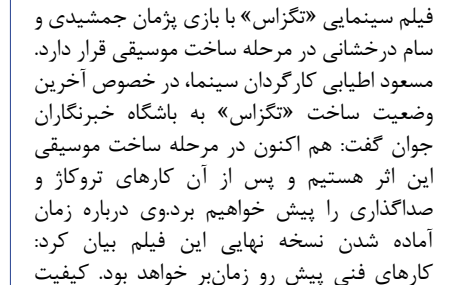 فیلم سینمایی «تگزاس» با بازی پژمان جمشیدی و
سام درخشانی در مرحله ساخت موسیقی قرار دارد.
مسعود اطیابی کارگردان سینما، در خصوص آخرین
وضعیت ساخت «تگزاس» به باشگاه خبرنگاران
جوان گفت: هم اکنون در مرحله ساخت موسیقی
این اثر هستیم و پس از آن کارهای تروکاژ و
صداگذاری را پیش خواهیم برد.وی درباره زمان
آماده شدن نسخه نهایی این فیلم بیان کرد:
کارهای فنی پیش رو زمان‌بر خواهد بود. کیفیت